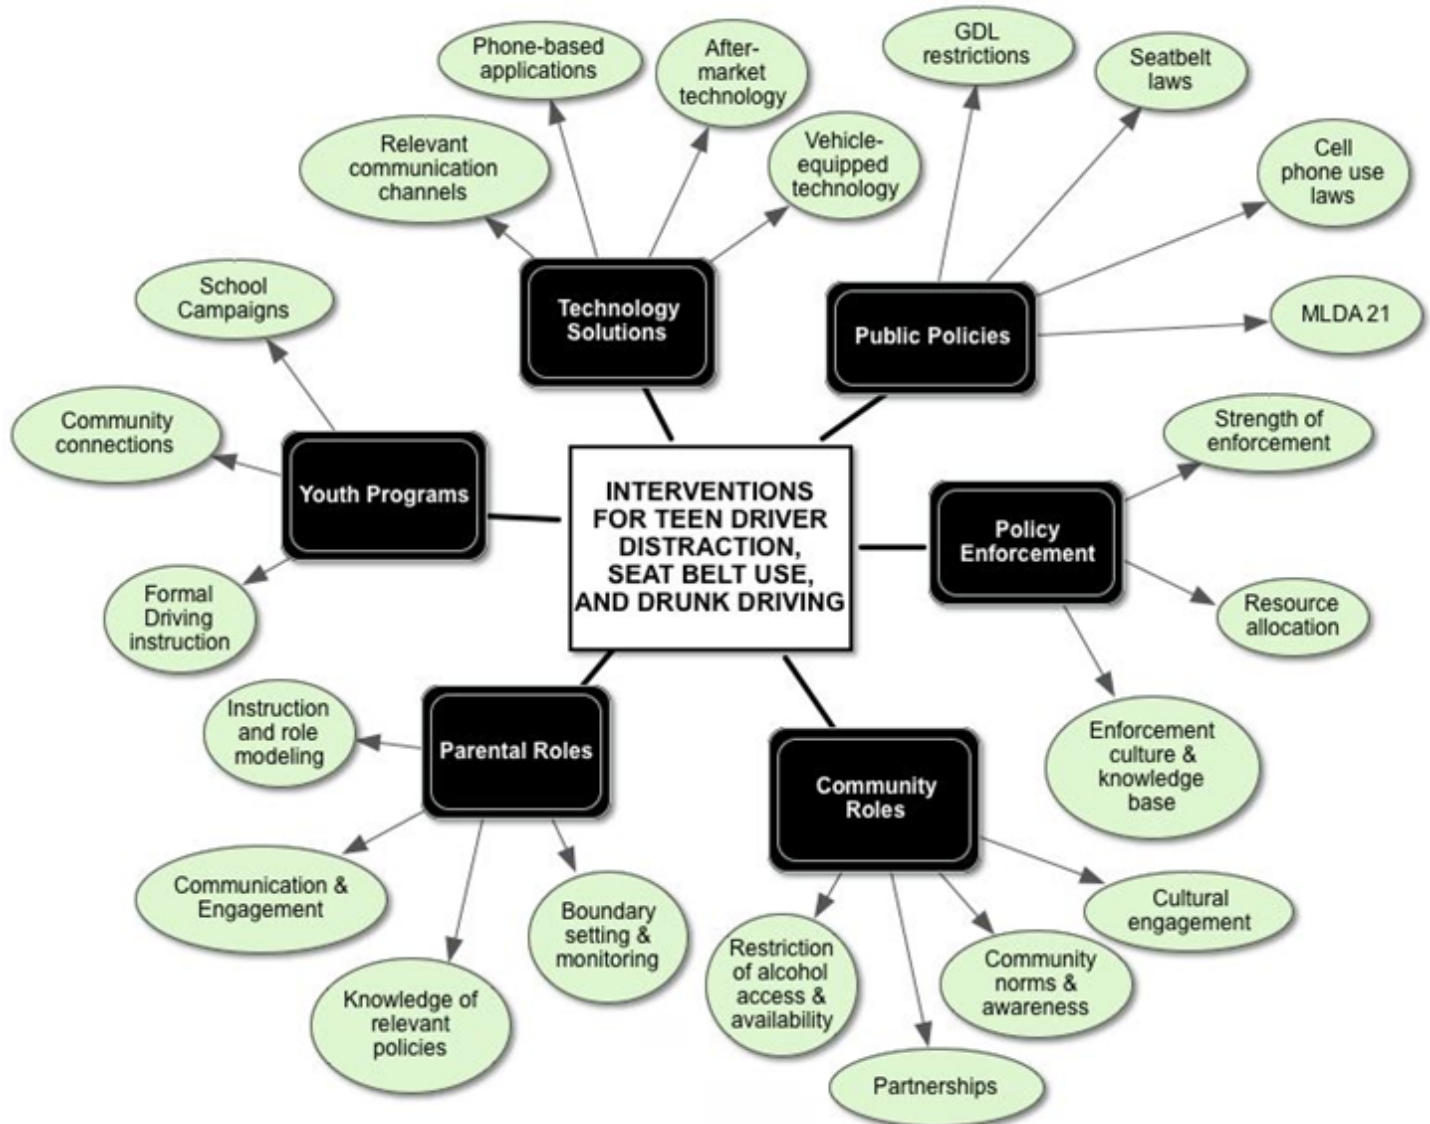 Phone-based
applications
After-
market
technology
GDL
restrictions
Seatbelt
laws
Relevant
communication
channels
Vehicle-
equipped
technology
Cell
phone use
laws
School
Campaigns
Technology
Solutions
Public Policies
MLDA 21
Community
connections
Youth Programs
INTERVENTIONS
FOR TEEN DRIVER
DISTRACTION,
SEAT BELT USE,
AND DRUNK DRIVING
Strength of
enforcement
Policy
Enforcement
Formal
Driving
instruction
Resource
allocation
Instruction
and role
modeling
Parental Roles
Community
Roles
Enforcement
culture &
knowledge
base
Communication &
Engagement
Boundary
setting &
monitoring
Knowledge of
relevant
policies
Restriction
of alcohol
access &
availability
Community
norms &
awareness
Cultural
engagement
Partnerships